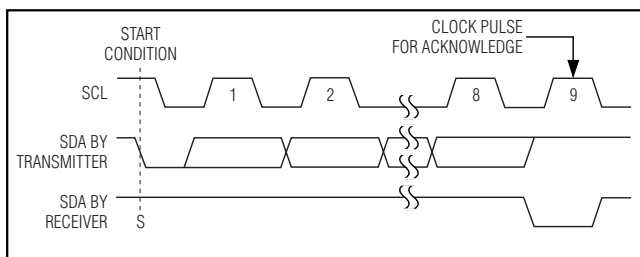 START
CONDITION
CLOCK PULSE
FOR ACKNOWLEDGE
SCL
1
2
8
9
SDA BY
TRANSMITTER
SDA BY
RECEIVER
S